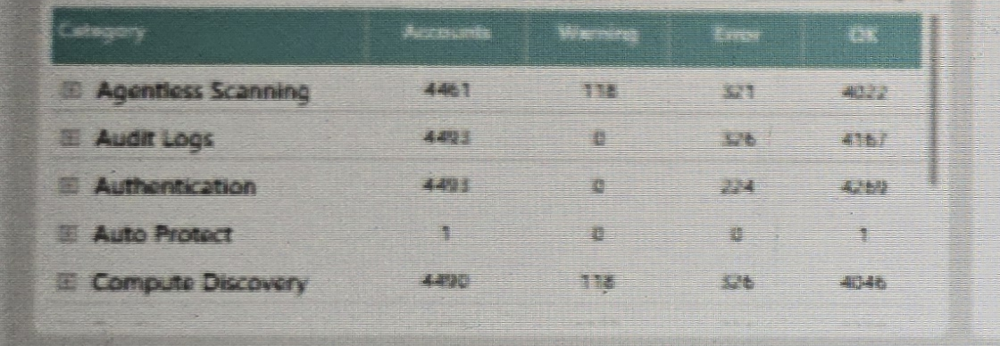 Category Accounts Warning Error OK
Agentless Scanning 4461 118 321 4022
Audit Logs 4493 0 326 4167
Authentication 4493 0 224 4269
Auto Protect 1 0 0 1
Compute Discovery 4490 118 326 4046